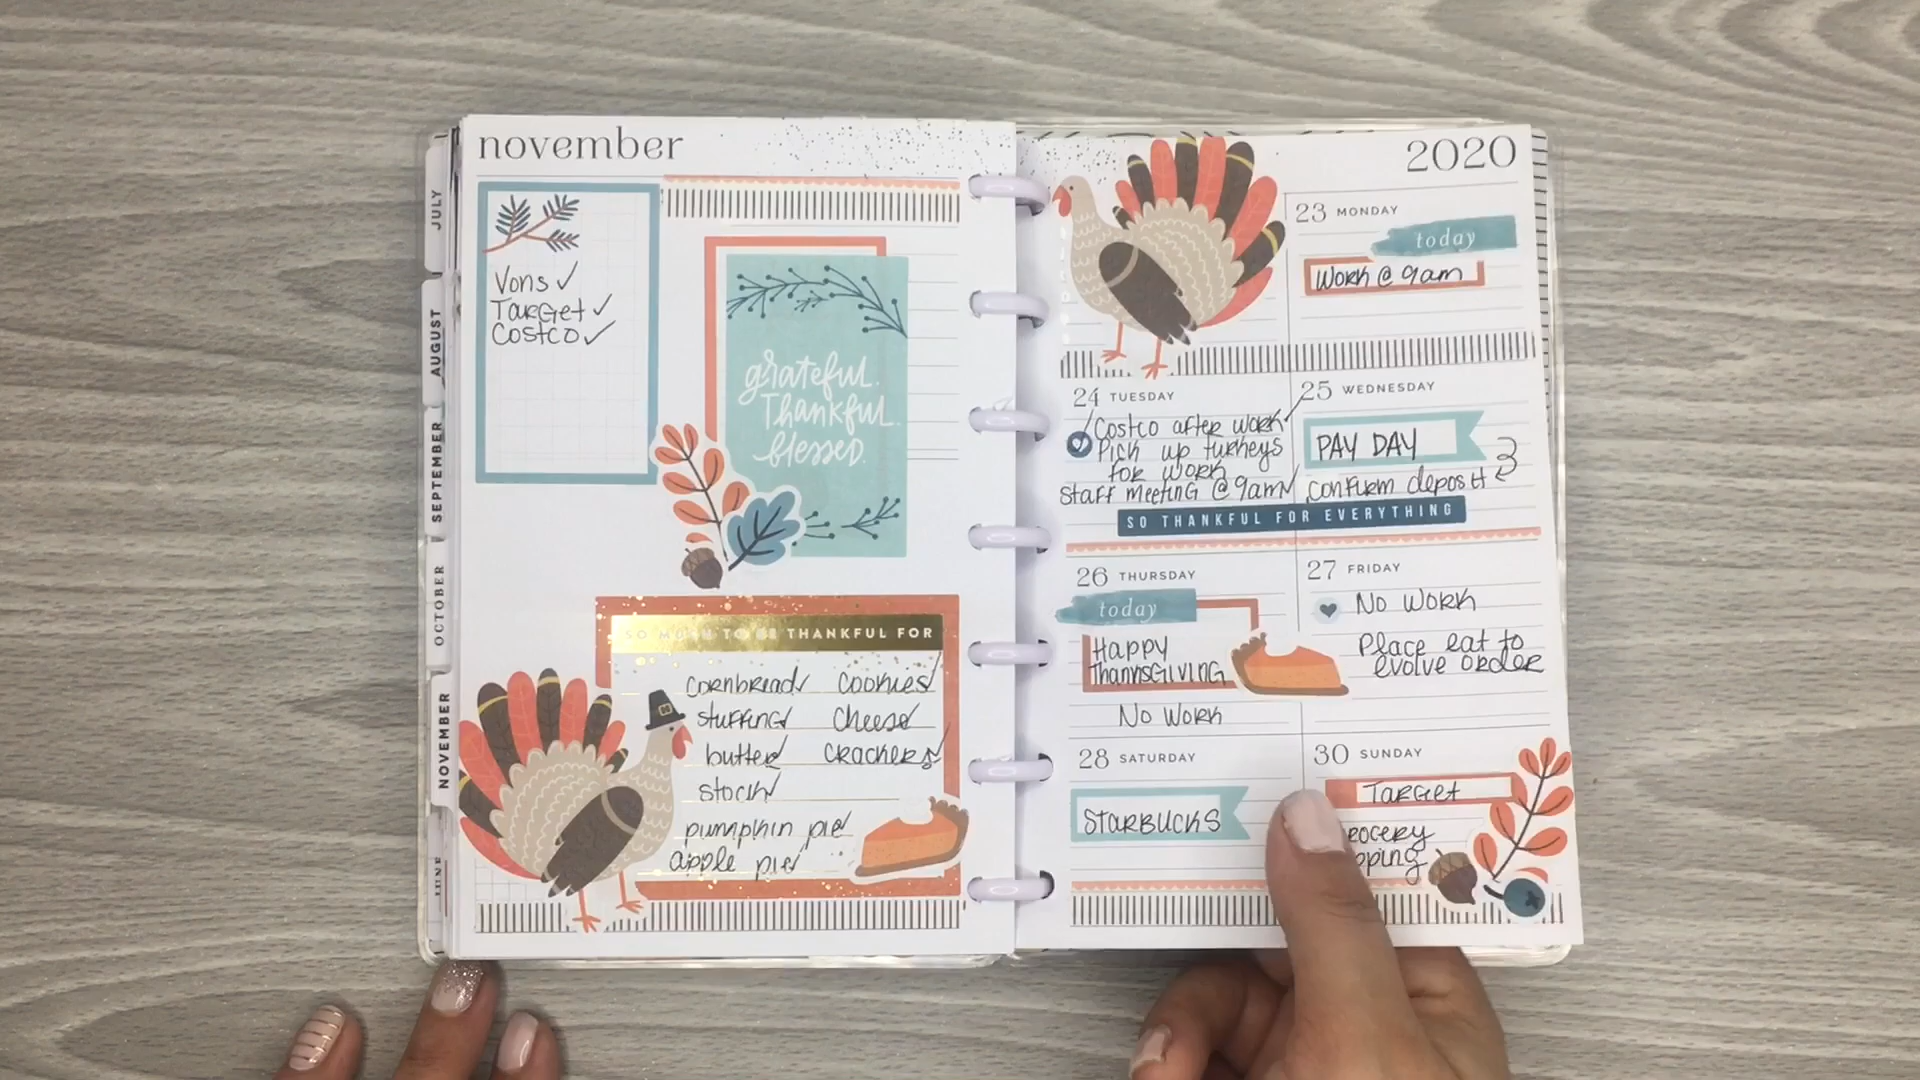 november
JULY
AUGUST
SEPTEMBER
OCTOBER
NOVEMBER
JUNE
Vons ✓
Target ✓
Costco ✓
grateful.
Thankful.
blessed.
SO MUCH TO BE THANKFUL FOR
cornbread ✓ cookies ✓
stuffing ✓ cheese ✓
butter ✓ crackers ✓
stock ✓
pumpkin pie ✓
apple pie ✓
2020
23 MONDAY
today
WORK @ 9am
24 TUESDAY
✓ Costco after work ✓
Pick up turkeys
for work
staff meeting @ 9am ✓
25 WEDNESDAY
PAY DAY
confirm deposit
SO THANKFUL FOR EVERYTHING
26 THURSDAY
today
Happy
Thanksgiving
No Work
27 FRIDAY
No Work
Place eat to
evolve order
28 SATURDAY
STARBUCKS
30 SUNDAY
Target